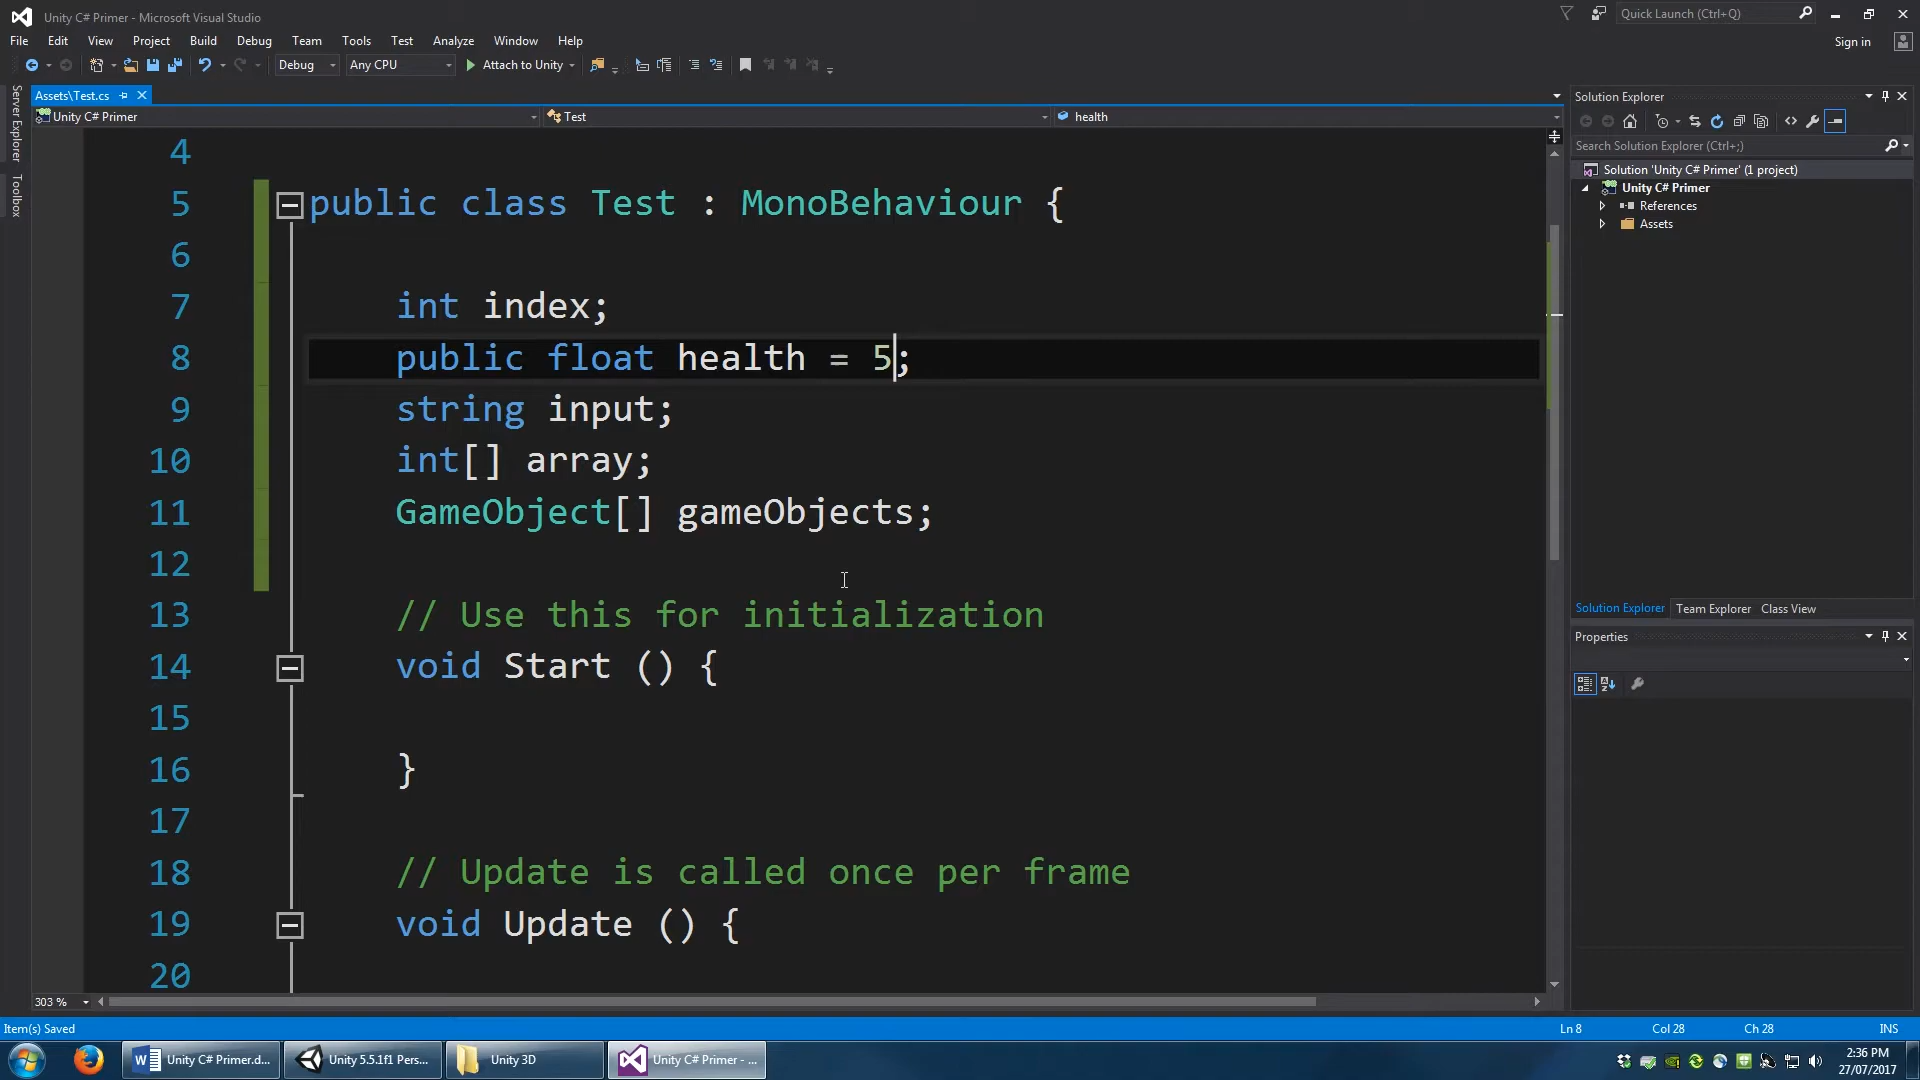 Unity C# Primer - Microsoft Visual Studio
Quick Launch (Ctrl+Q)
File Edit View Project Build Debug Team Tools Test Analyze Window Help
Sign in
Debug Any CPU Attach to Unity
Server Explorer
Toolbox
Assets\Test.cs
Unity C# Primer Test health
4
5 public class Test : MonoBehaviour {
6
7 int index;
8 public float health = 5;
9 string input;
10 int[] array;
11 GameObject[] gameObjects;
12
13 // Use this for initialization
14 void Start () {
15
16 }
17
18 // Update is called once per frame
19 void Update () {
20
303 %
Solution Explorer
Search Solution Explorer (Ctrl+;)
Solution 'Unity C# Primer' (1 project)
Unity C# Primer
References
Assets
Solution Explorer Team Explorer Class View
Properties
Item(s) Saved Ln 8 Col 28 Ch 28 INS
Unity C# Primer.d...
Unity 5.5.1f1 Pers...
Unity 3D
Unity C# Primer - ...
2:36 PM
27/07/2017